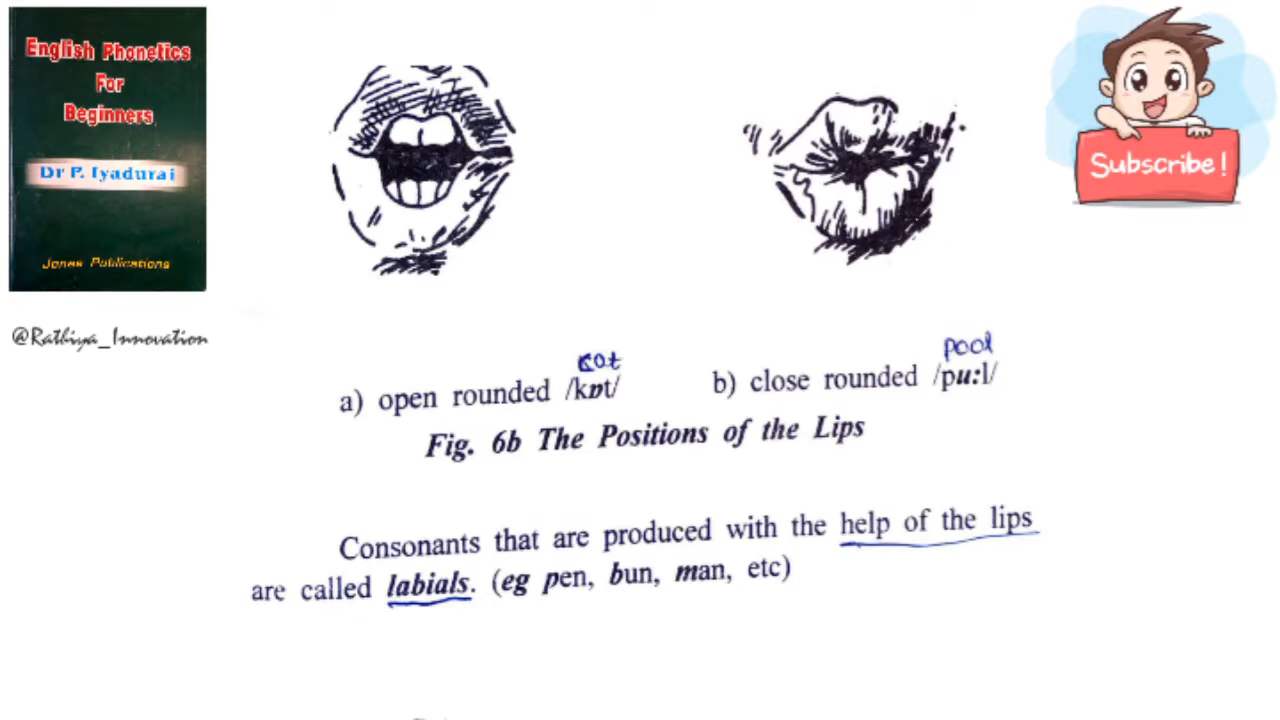 English Phonetics
For
Beginners
Dr P. Iyadurai
Jones Publications
Subscribe!
@Rathiya_Innovation
cot
pool
a) open rounded /kɒt/
b) close rounded /pu:l/
Fig. 6b The Positions of the Lips
Consonants that are produced with the help of the lips
are called labials. (eg pen, bun, man, etc)